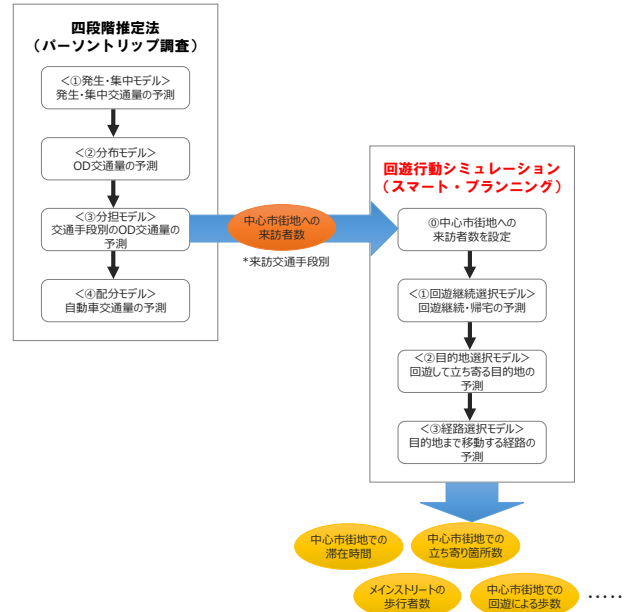 四段階推定法
（パーソントリップ調査）
<①発生・集中モデル>
発生・集中交通量の予測
<②分布モデル>
OD交通量の予測
<③分担モデル>
交通手段別のOD交通量の
予測
<④配分モデル>
自動車交通量の予測
中心市街地への
来訪者数
*来訪交通手段別
回遊行動シミュレーション
（スマート・プランニング）
⓪中心市街地への
来訪者数を設定
<①回遊継続選択モデル>
回遊継続・帰宅の予測
<②目的地選択モデル>
回遊して立ち寄る目的地の
予測
<③経路選択モデル>
目的地まで移動する経路の
予測
中心市街地での
滞在時間
中心市街地での
立ち寄り箇所数
メインストリートの
歩行者数
中心市街地での
回遊による歩数
・・・・・